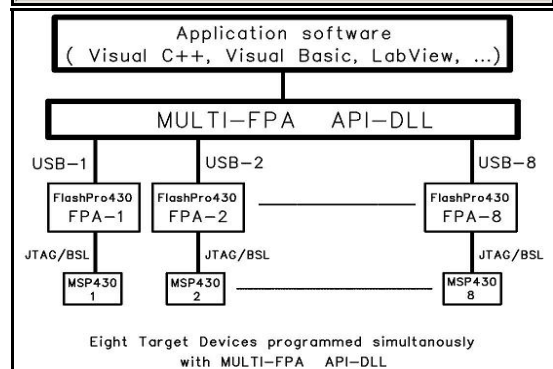 Application software
( Visual C++, Visual Basic, LabView, ...)
MULTI-FPA API-DLL
USB-1 USB-2 USB-8
FlashPro430 FlashPro430 FlashPro430
FPA-1 FPA-2 FPA-8
JTAG/BSL JTAG/BSL JTAG/BSL
MSP430 MSP430 MSP430
1 2 8
Eight Target Devices programmed simultanously
with MULTI-FPA API-DLL